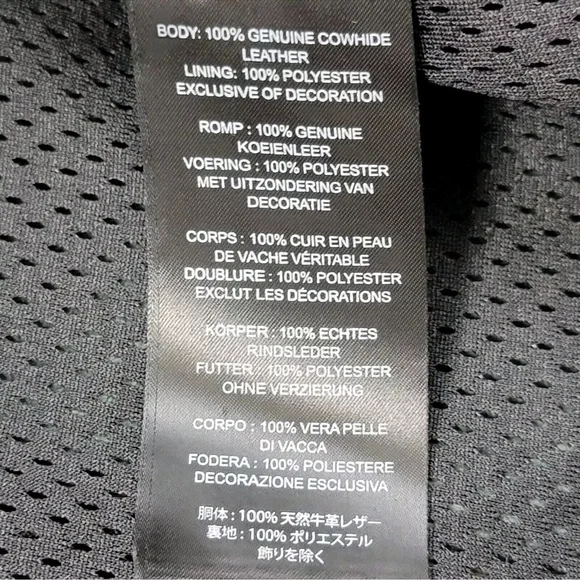 BODY: 100% GENUINE COWHIDE
LEATHER
LINING: 100% POLYESTER
EXCLUSIVE OF DECORATION
ROMP : 100% GENUINE
KOEIENLEER
VOERING : 100% POLYESTER
MET UITZONDERING VAN
DECORATIE
CORPS : 100% CUIR EN PEAU
DE VACHE VÉRITABLE
DOUBLURE : 100% POLYESTER
EXCLUT LES DÉCORATIONS
KÖRPER : 100% ECHTES
RINDSLEDER
FUTTER : 100% POLYESTER
OHNE VERZIERUNG
CORPO : 100% VERA PELLE
DI VACCA
FODERA : 100% POLIESTERE
DECORAZIONE ESCLUSIVA
胴体 : 100% 天然牛革レザー
裏地 : 100% ポリエステル
飾りを除く